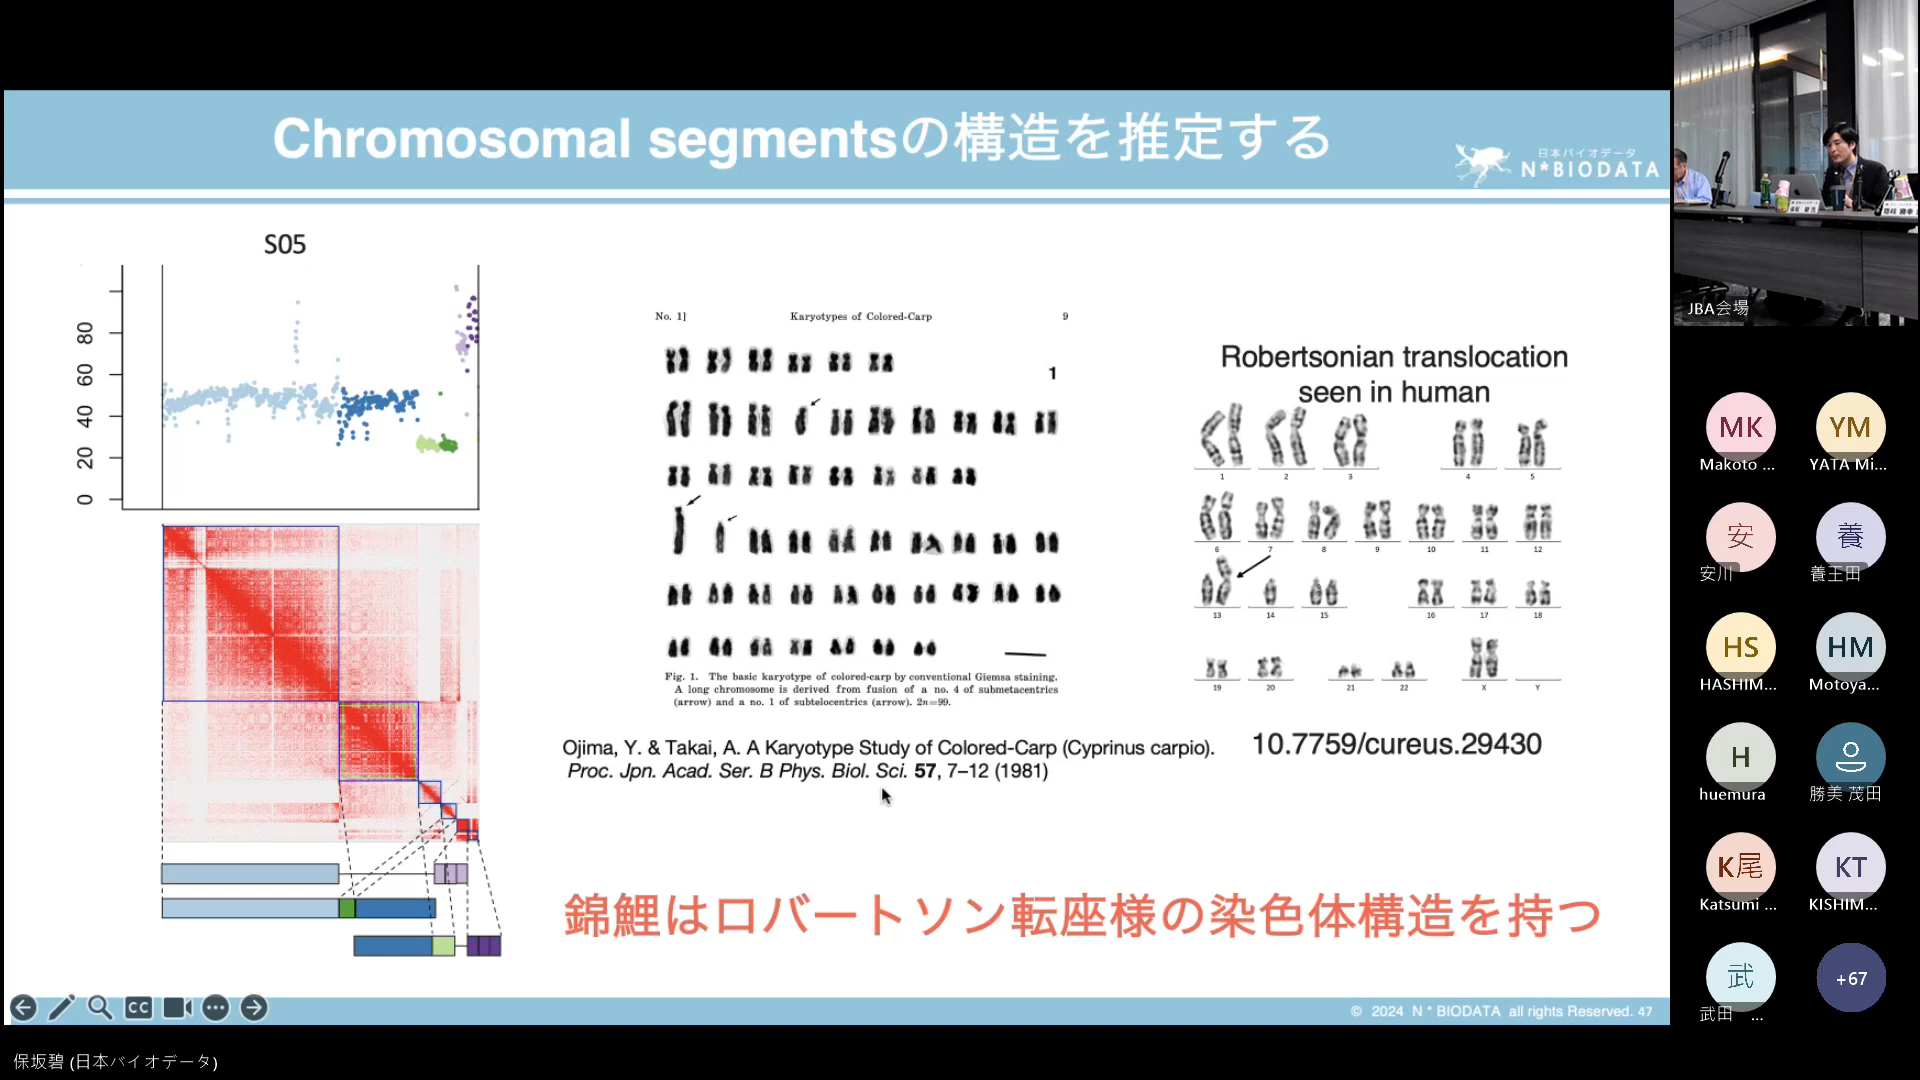 Chromosomal segmentsの構造を推定する
日本バイオデータ
N*BIODATA
S05
80
60
40
20
0
No. 1]
Karyotypes of Colored-Carp
9
1
Fig. 1. The basic karyotype of colored-carp by conventional Giemsa staining.
A long chromosome is derived from fusion of a no. 4 of submetacentrics
(arrow) and a no. 1 of subtelocentrics (arrow). 2n=99.
Ojima, Y. & Takai, A. A Karyotype Study of Colored-Carp (Cyprinus carpio).
Proc. Jpn. Acad. Ser. B Phys. Biol. Sci. 57, 7–12 (1981)
Robertsonian translocation
seen in human
1 2 3 4 5
6 7 8 9 10 11 12
13 14 15 16 17 18
19 20 21 22 X Y
10.7759/cureus.29430
錦鯉はロバートソン転座様の染色体構造を持つ
CC
© 2024 N * BIODATA all rights Reserved. 47
保坂碧 (日本バイオデータ)
JBA会場
MK
Makoto ...
YM
YATA Mi...
安
安川
養
養王田
HS
HASHIM...
HM
Motoya...
H
huemura
勝美 茂田
K尾
Katsumi ...
KT
KISHIM...
武
武田 ...
+67